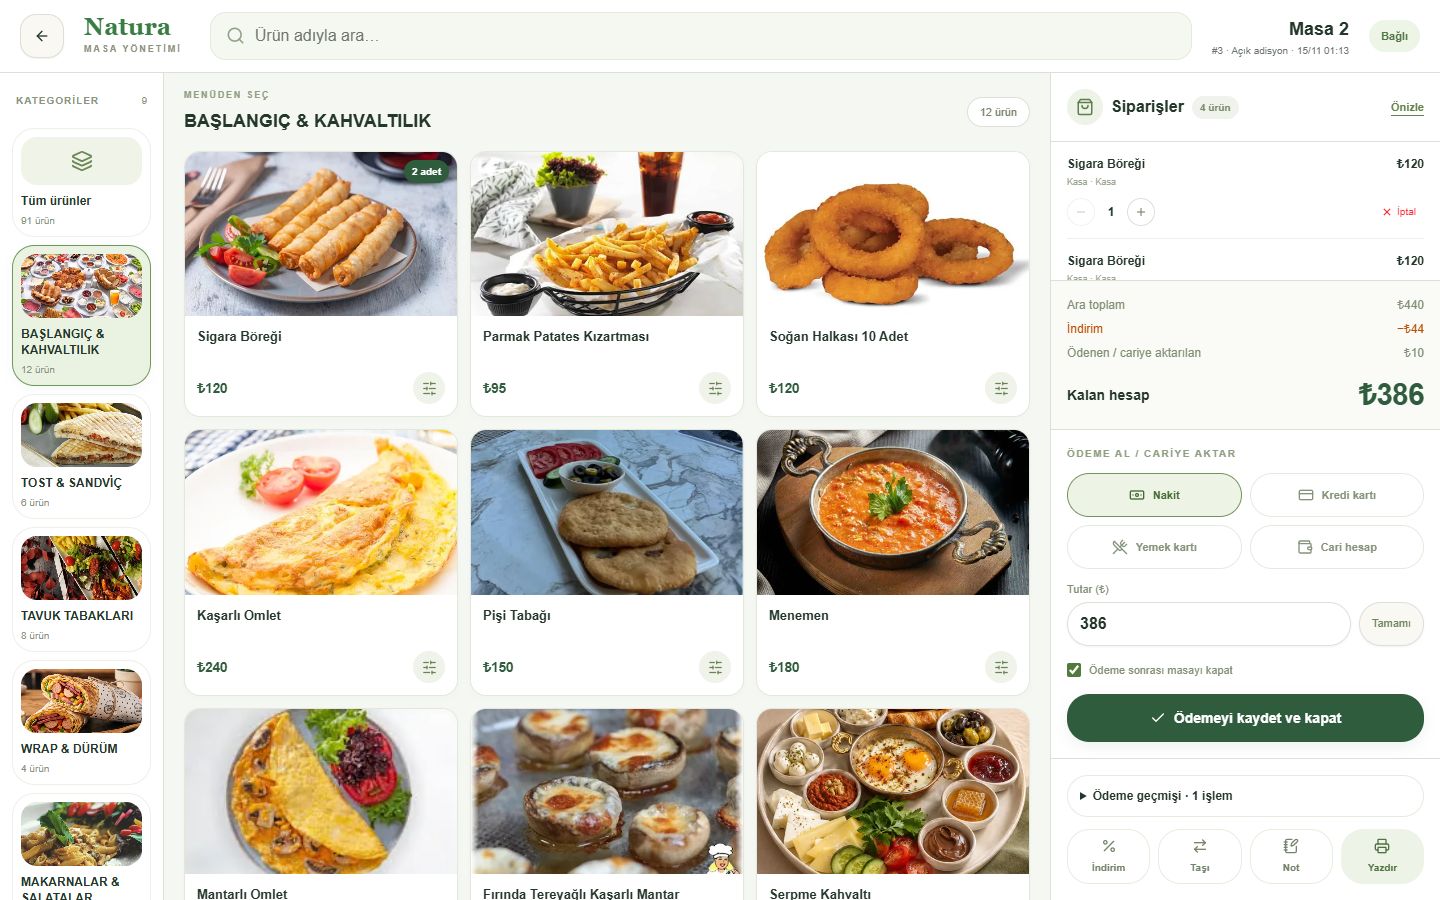 Natura
MASA YÖNETİMİ
Ürün adıyla ara...
Masa 2
#3 · Açık adisyon · 15/11 01:13
Bağlı
KATEGORİLER 9
Tüm ürünler
91 ürün
BAŞLANGIÇ &
KAHVALTILIK
12 ürün
TOST & SANDVİÇ
6 ürün
TAVUK TABAKLARI
8 ürün
WRAP & DÜRÜM
4 ürün
MAKARNALAR &
SALATALAR
MENÜDEN SEÇ
BAŞLANGIÇ & KAHVALTILIK
12 ürün
2 adet
Sigara Böreği
₺120
Parmak Patates Kızartması
₺95
Soğan Halkası 10 Adet
₺120
Kaşarlı Omlet
₺240
Pişi Tabağı
₺150
Menemen
₺180
Mantarlı Omlet
Fırında Tereyağlı Kaşarlı Mantar
Serpme Kahvaltı
Siparişler
4 ürün
Önizle
Sigara Böreği ₺120
Kasa · Kasa
− 1 +
× İptal
Sigara Böreği ₺120
Kasa · Kasa
Ara toplam ₺440
İndirim −₺44
Ödenen / cariye aktarılan ₺10
Kalan hesap ₺386
ÖDEME AL / CARİYE AKTAR
Nakit
Kredi kartı
Yemek kartı
Cari hesap
Tutar (₺)
386
Tamamı
Ödeme sonrası masayı kapat
Ödemeyi kaydet ve kapat
Ödeme geçmişi · 1 işlem
İndirim
Taşı
Not
Yazdır